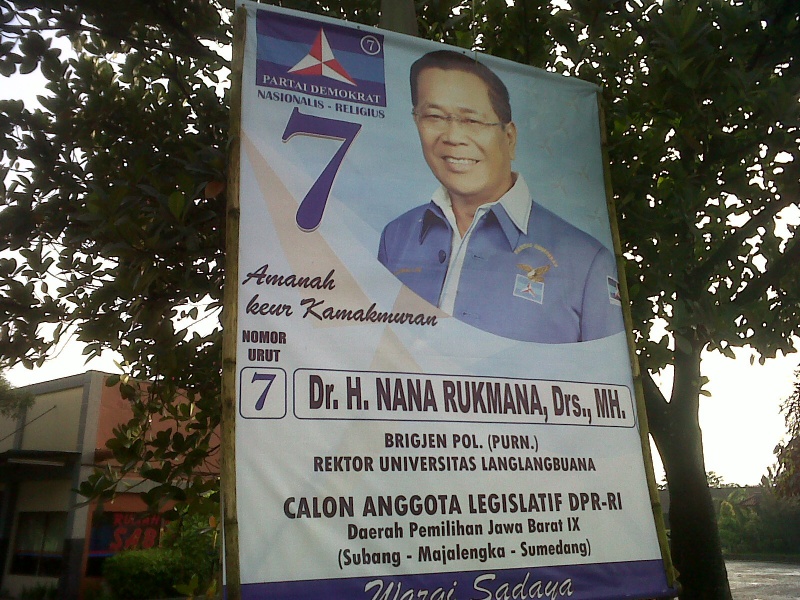 7
PARTAI DEMOKRAT
NASIONALIS - RELIGIUS
7
Amanah
keur Kamakmuran
NOMOR
URUT
7
Dr. H. NANA RUKMANA, Drs., MH.
BRIGJEN POL. (PURN.)
REKTOR UNIVERSITAS LANGLANGBUANA
CALON ANGGOTA LEGISLATIF DPR-RI
Daerah Pemilihan Jawa Barat IX
(Subang - Majalengka - Sumedang)
Wargi Sadaya